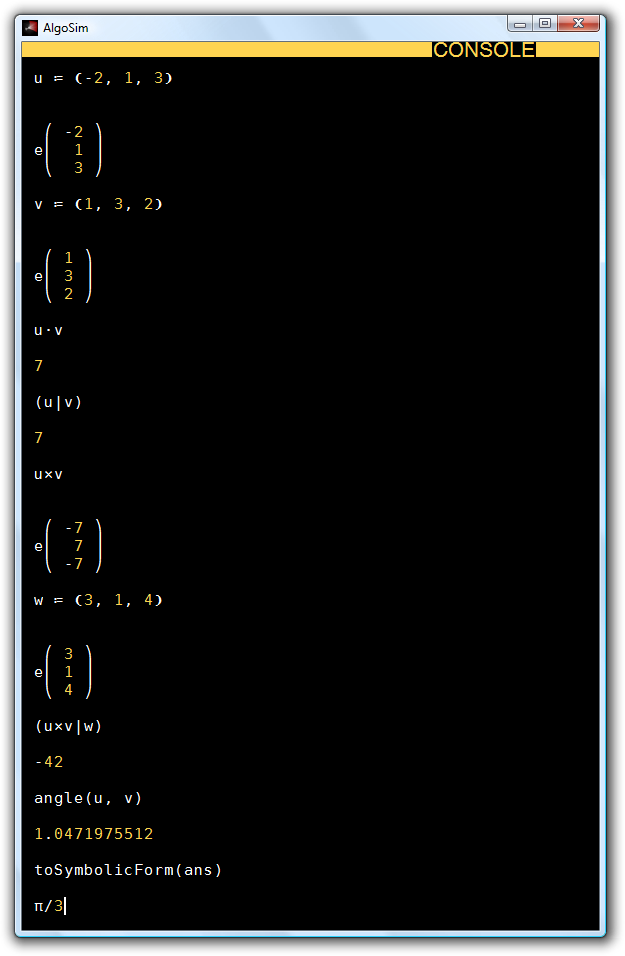 AlgoSim
CONSOLE
u ≔ (-2, 1, 3)
-2
e 1
3
v ≔ (1, 3, 2)
1
e 3
2
u·v
7
(u|v)
7
u×v
-7
e 7
-7
w ≔ (3, 1, 4)
3
e 1
4
(u×v|w)
-42
angle(u, v)
1.0471975512
toSymbolicForm(ans)
π/3